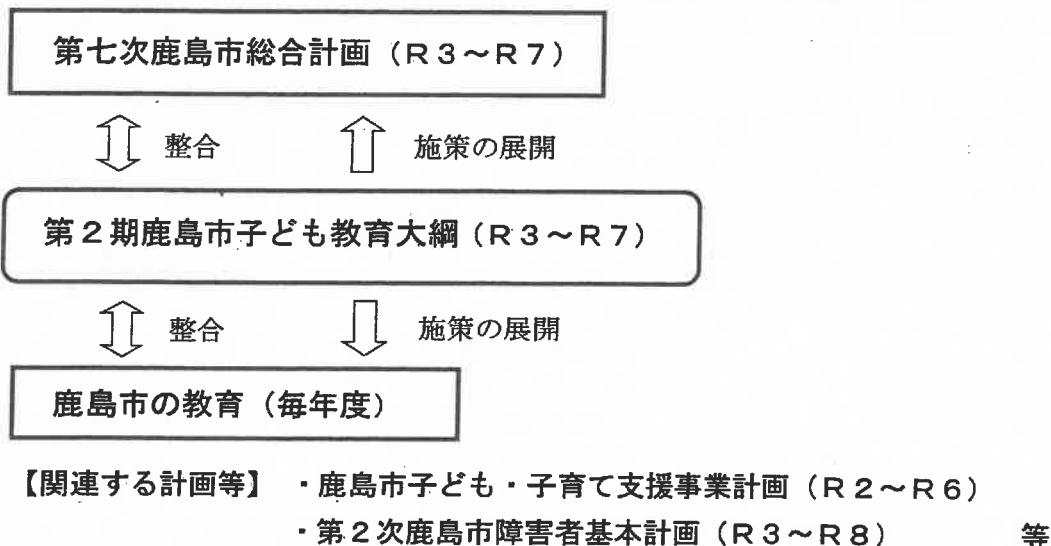 第七次鹿島市総合計画（R3～R7）
整合　施策の展開
第2期鹿島市子ども教育大綱（R3～R7）
整合　施策の展開
鹿島市の教育（毎年度）
【関連する計画等】・鹿島市子ども・子育て支援事業計画（R2～R6）
・第2次鹿島市障害者基本計画（R3～R8）　等